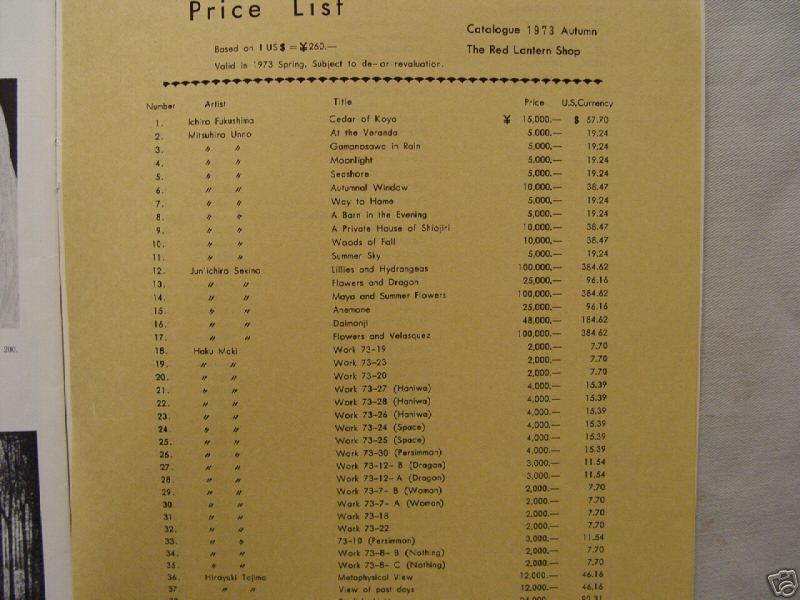 Price List
Catalogue 1973 Autumn
Based on 1 US$ = ¥260.—
The Red Lantern Shop
Valid in 1973 Spring, Subject to de-or revaluation.
Number Artist Title Price U.S.Currency
1. Ichiro Fukushima Cedar of Koya ¥ 15,000.— $ 57.70
2. Mitsuhiro Unno At the Veranda 5,000.— 19.24
3. 〃 〃 Gamanosawa in Rain 5,000.— 19.24
4. 〃 〃 Moonlight 5,000.— 19.24
5. 〃 〃 Seashore 5,000.— 19.24
6. 〃 〃 Autumnal Window 10,000.— 38.47
7. 〃 〃 Way to Home 5,000.— 19.24
8. 〃 〃 A Barn in the Evening 5,000.— 19.24
9. 〃 〃 A Private House of Shiojiri 10,000.— 38.47
10. 〃 〃 Woods of Fall 10,000.— 38.47
11. 〃 〃 Summer Sky 5,000.— 19.24
12. Jun'ichiro Sekino Lillies and Hydrangeas 100,000.— 384.62
13. 〃 〃 Flowers and Dragon 25,000.— 96.16
14. 〃 〃 Maya and Summer Flowers 100,000.— 384.62
15. 〃 〃 Anemone 25,000.— 96.16
16. 〃 〃 Daimonji 48,000.— 184.62
17. 〃 〃 Flowers and Velasquez 100,000.— 384.62
18. Haku Maki Work 73-19 2,000.— 7.70
19. 〃 〃 Work 73-23 2,000.— 7.70
20. 〃 〃 Work 73-20 2,000.— 7.70
21. 〃 〃 Work 73-27 (Haniwa) 4,000.— 15.39
22. 〃 〃 Work 73-28 (Haniwa) 4,000.— 15.39
23. 〃 〃 Work 73-26 (Haniwa) 4,000.— 15.39
24. 〃 〃 Work 73-24 (Space) 4,000.— 15.39
25. 〃 〃 Work 73-25 (Space) 4,000.— 15.39
26. 〃 〃 Work 73-30 (Persimmon) 4,000.— 15.39
27. 〃 〃 Work 73-12-B (Dragon) 3,000.— 11.54
28. 〃 〃 Work 73-12-A (Dragon) 3,000.— 11.54
29. 〃 〃 Work 73-7-B (Woman) 2,000.— 7.70
30. 〃 〃 Work 73-7-A (Woman) 2,000.— 7.70
31. 〃 〃 Work 73-18 2,000.— 7.70
32. 〃 〃 Work 73-22 2,000.— 7.70
33. 〃 〃 73-10 (Persimmon) 3,000.— 11.54
34. 〃 〃 Work 73-8-B (Nothing) 2,000.— 7.70
35. 〃 〃 Work 73-8-C (Nothing) 2,000.— 7.70
36. Hirayuki Tajima Metaphysical View 12,000.— 46.16
37. 〃 〃 View of past days 12,000.— 46.16
200.